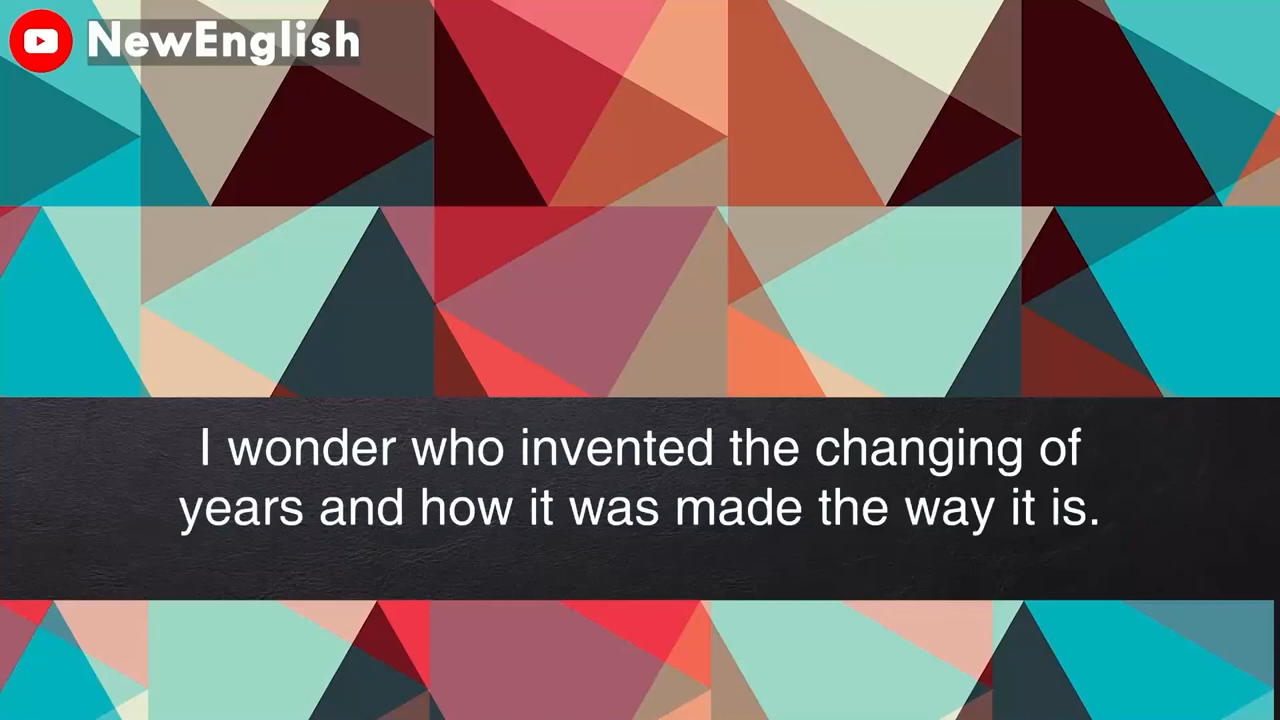 NewEnglish
I wonder who invented the changing of
years and how it was made the way it is.